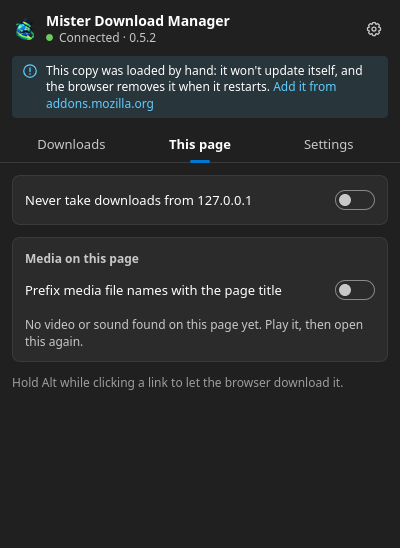 Mister Download Manager
Connected · 0.5.2
This copy was loaded by hand: it won't update itself, and
the browser removes it when it restarts. Add it from
addons.mozilla.org
Downloads
This page
Settings
Never take downloads from 127.0.0.1
Media on this page
Prefix media file names with the page title
No video or sound found on this page yet. Play it, then open
this again.
Hold Alt while clicking a link to let the browser download it.